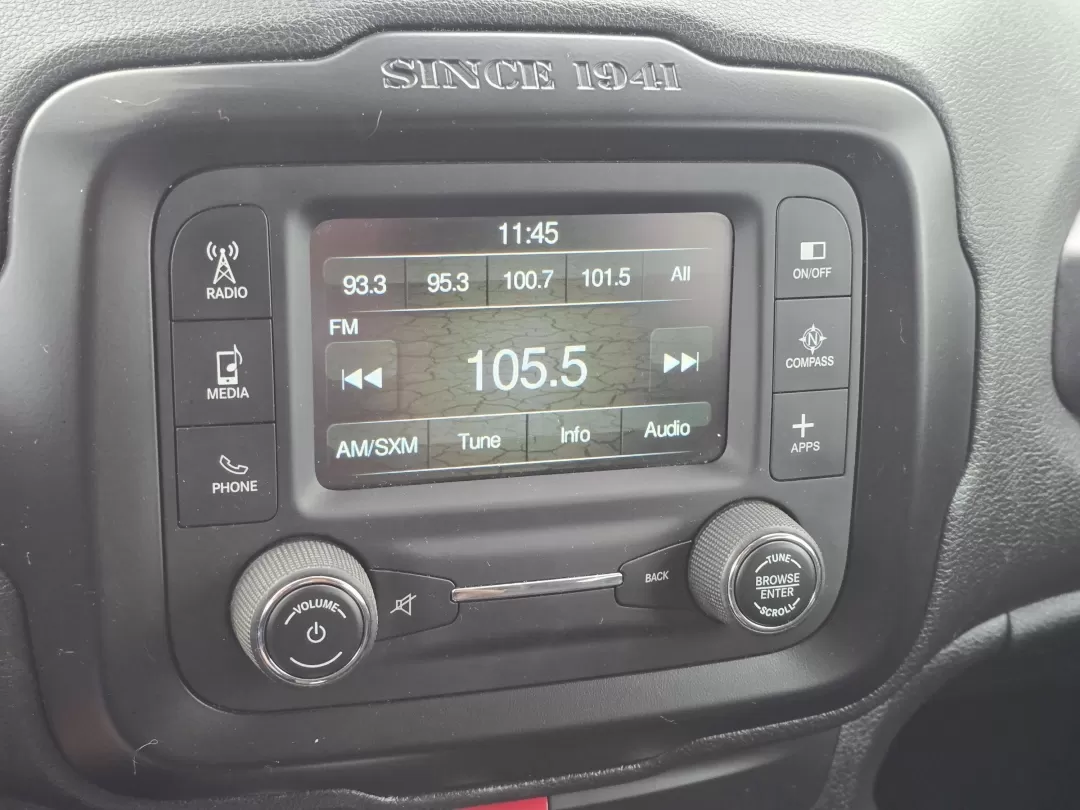 SINCE 1941
11:45
93.3 95.3 100.7 101.5 All
FM
105.5
AM/SXM Tune Info Audio
RADIO
MEDIA
PHONE
ON/OFF
N
COMPASS
APPS
VOLUME
BACK
TUNE
BROWSE
ENTER
SCROLL